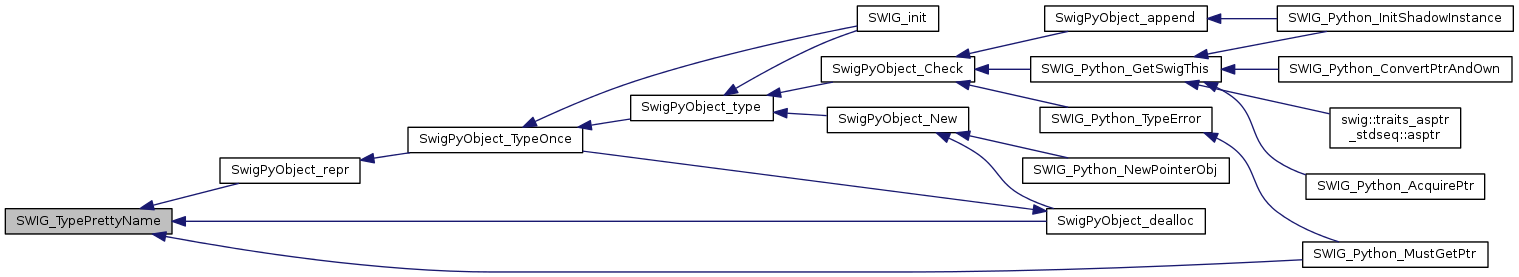 SWIG_TypePrettyName
SwigPyObject_repr
SwigPyObject_TypeOnce
SwigPyObject_type
SWIG_init
SwigPyObject_Check
SwigPyObject_New
SwigPyObject_append
SWIG_Python_GetSwigThis
SWIG_Python_TypeError
SWIG_Python_NewPointerObj
SwigPyObject_dealloc
SWIG_Python_InitShadowInstance
SWIG_Python_ConvertPtrAndOwn
swig::traits_asptr
_stdseq::asptr
SWIG_Python_AcquirePtr
SWIG_Python_MustGetPtr